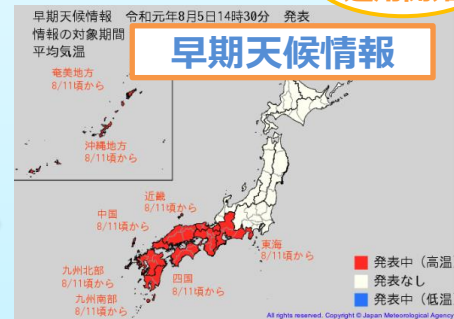 早期天候情報　令和元年8月5日14時30分　発表
情報の対象期間
平均気温
早期天候情報
奄美地方
8/11頃から
沖縄地方
8/11頃から
近畿
8/11頃から
中国
8/11頃から
東海
8/11頃から
九州北部
8/11頃から
四国
8/11頃から
九州南部
8/11頃から
発表中（高温
発表なし
発表中（低温
All rights reserved. Copyright © Japan Meteorological Agency